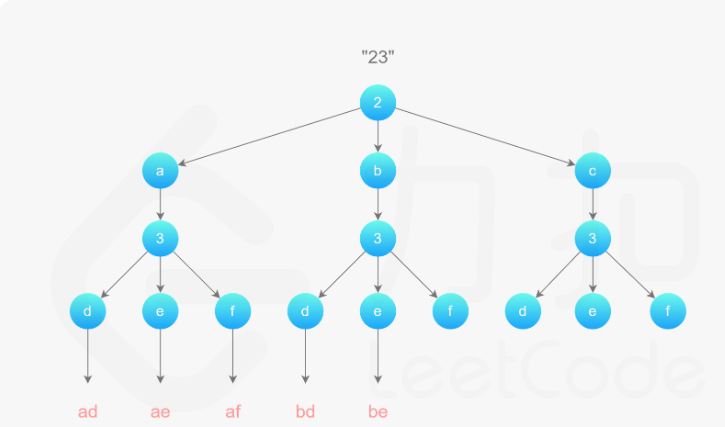 "23"
2
a b c
3 3 3
d e f d e f d e f
ad ae af bd be
力扣
LeetCode